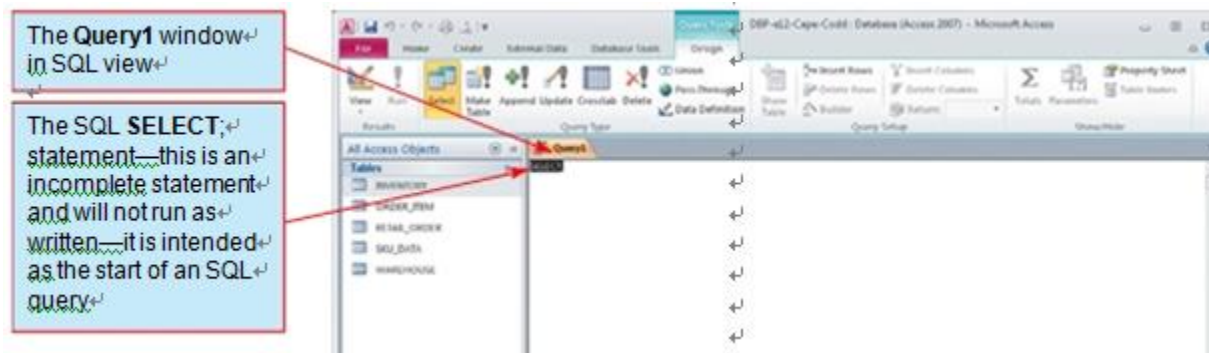 The Query1 window
in SQL view
The SQL SELECT;
statement—this is an
incomplete statement
and will not run as
written—it is intended
as the start of an SQL
query
Query Tools DBP-e12-Cape-Codd : Database (Access 2007) - Microsoft Access
File Home Create External Data Database Tools Design
View Run Select Make Table Append Update Crosstab Delete
Union
Pass-Through
Data Definition
Show Table
Insert Rows
Delete Rows
Builder
Insert Columns
Delete Columns
Return:
Totals Parameters
Property Sheet
Table Names
Results Query Type Query Setup Show/Hide
All Access Objects
Query1
Tables
SELECT;
INVENTORY
ORDER_ITEM
RETAIL_ORDER
SKU_DATA
WAREHOUSE